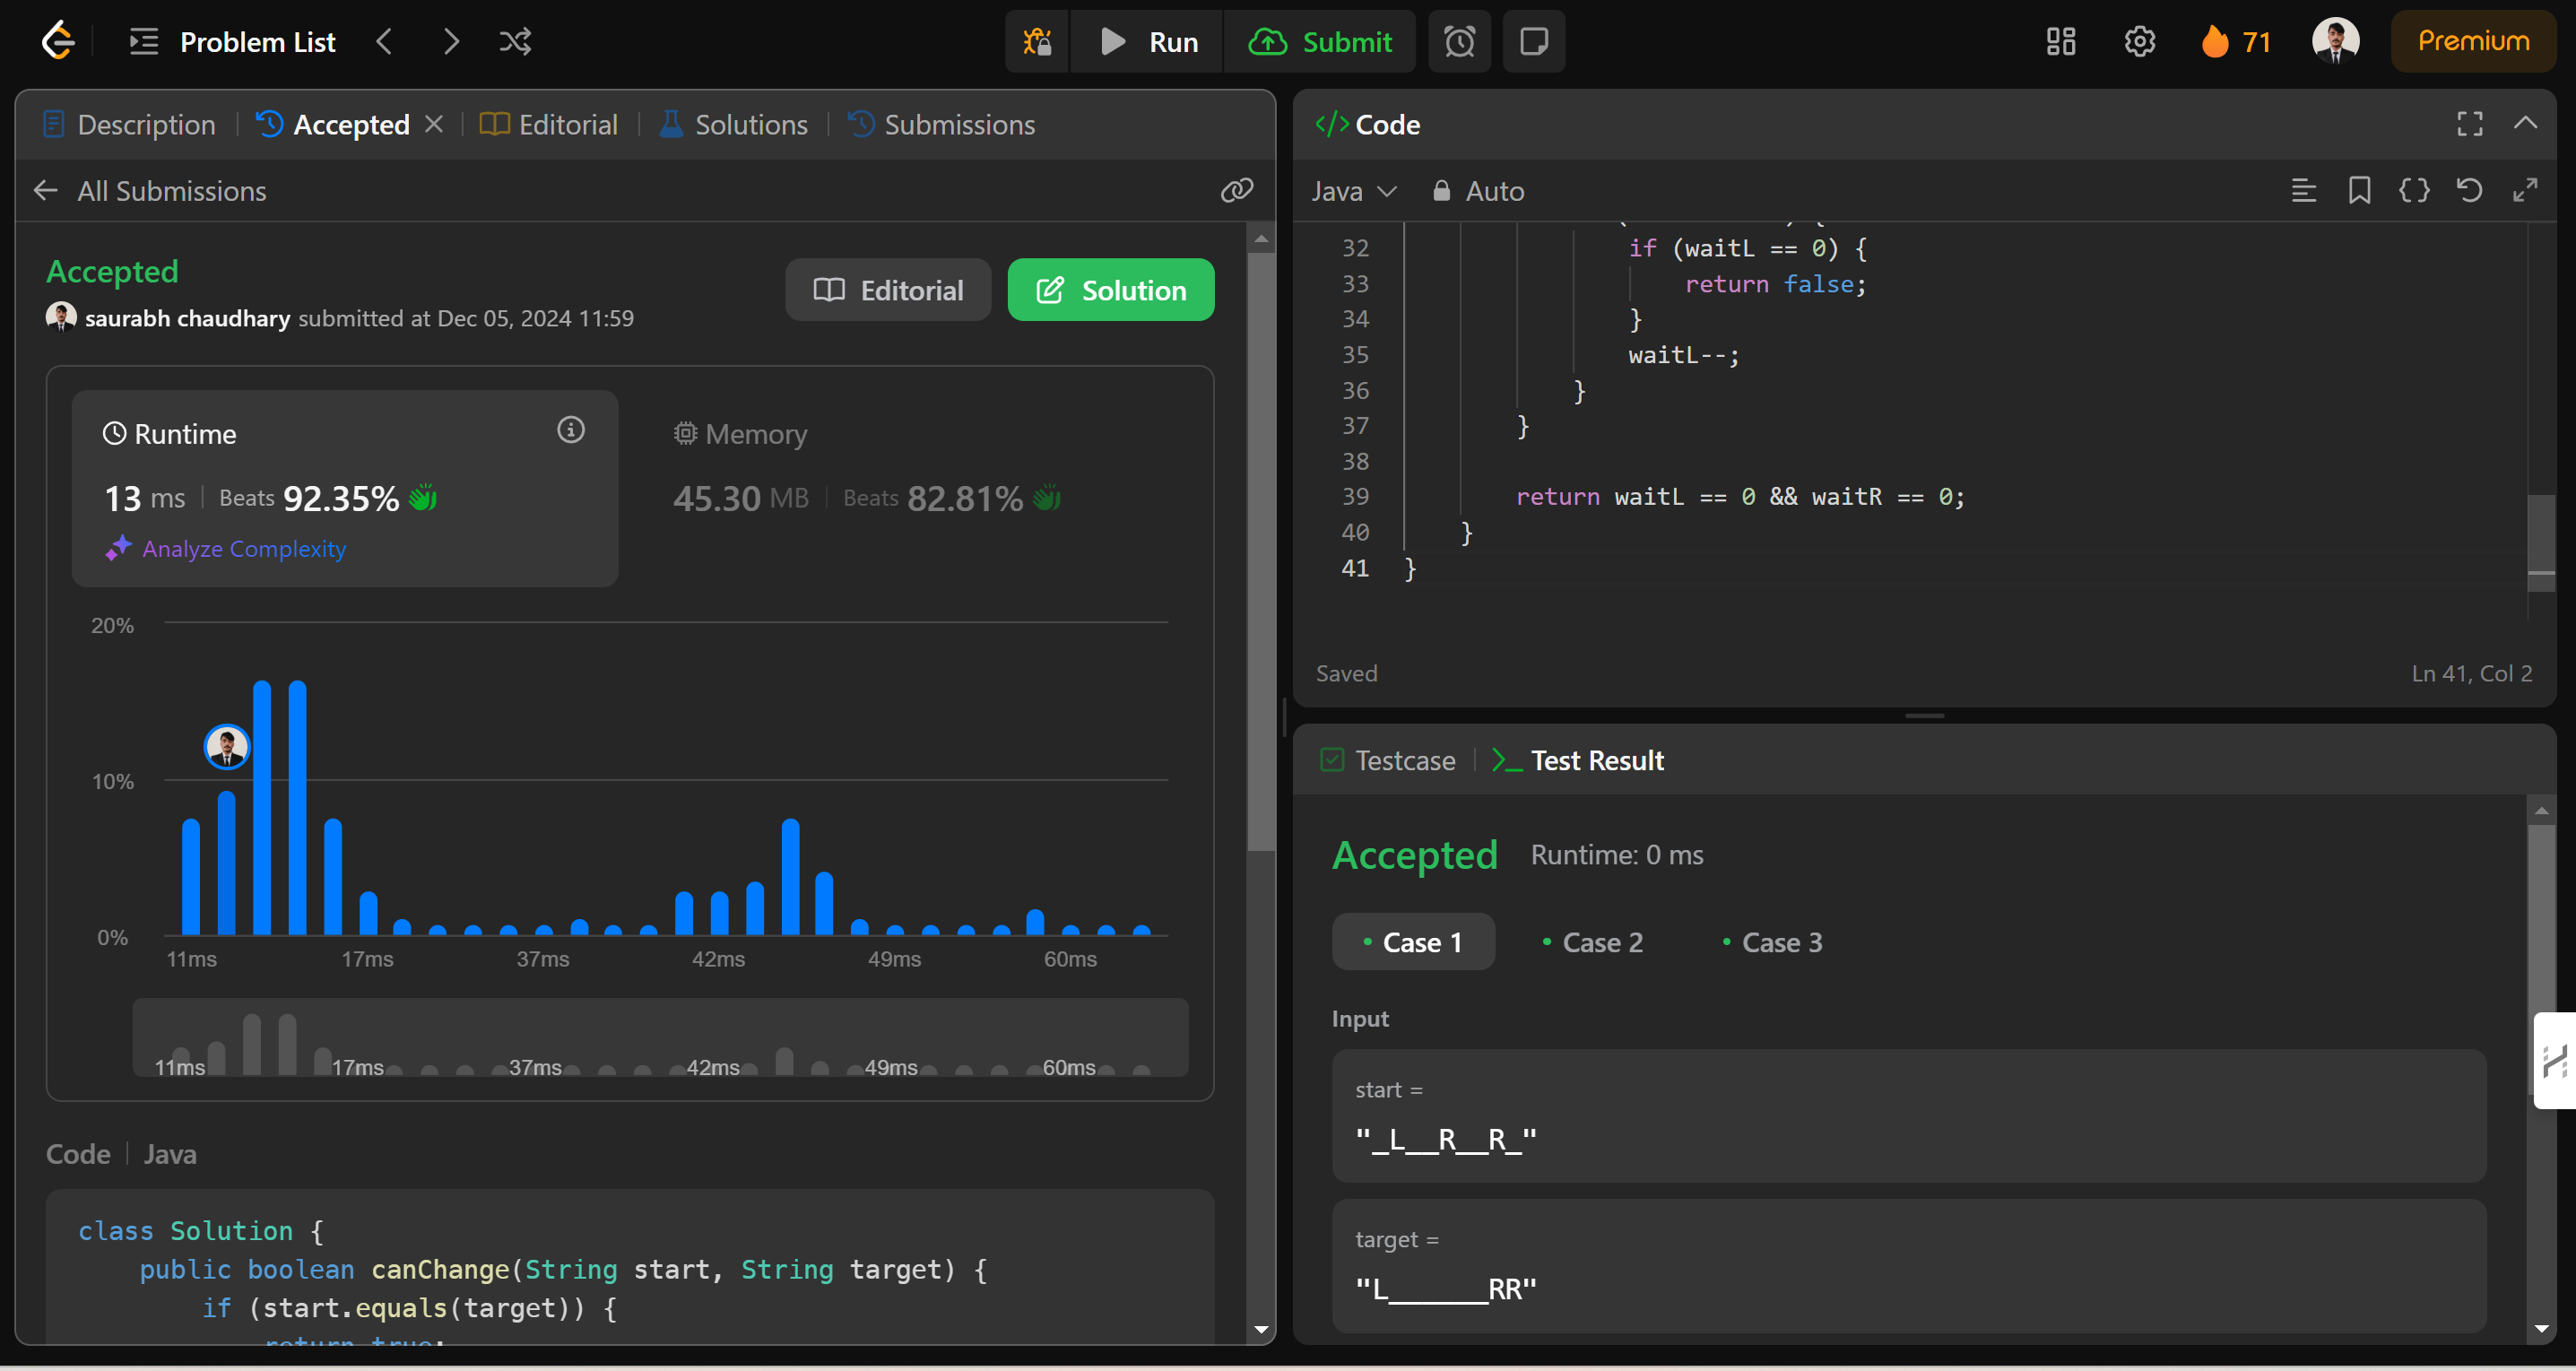 Problem List
Run
Submit
71
Premium
Description
Accepted
Editorial
Solutions
Submissions
All Submissions
Accepted
saurabh chaudhary submitted at Dec 05, 2024 11:59
Editorial
Solution
Runtime
13 ms
Beats 92.35%
Analyze Complexity
Memory
45.30 MB
Beats 82.81%
20%
10%
0%
11ms 17ms 37ms 42ms 49ms 60ms
11ms 17ms 37ms 42ms 49ms 60ms
Code
Java
class Solution {
public boolean canChange(String start, String target) {
if (start.equals(target)) {
return true;
</> Code
Java
Auto
32 if (waitL == 0) {
33 return false;
34 }
35 waitL--;
36 }
37 }
38
39 return waitL == 0 && waitR == 0;
40 }
41 }
Saved
Ln 41, Col 2
Testcase
Test Result
Accepted
Runtime: 0 ms
Case 1
Case 2
Case 3
Input
start =
"_L__R__R_"
target =
"L______RR"